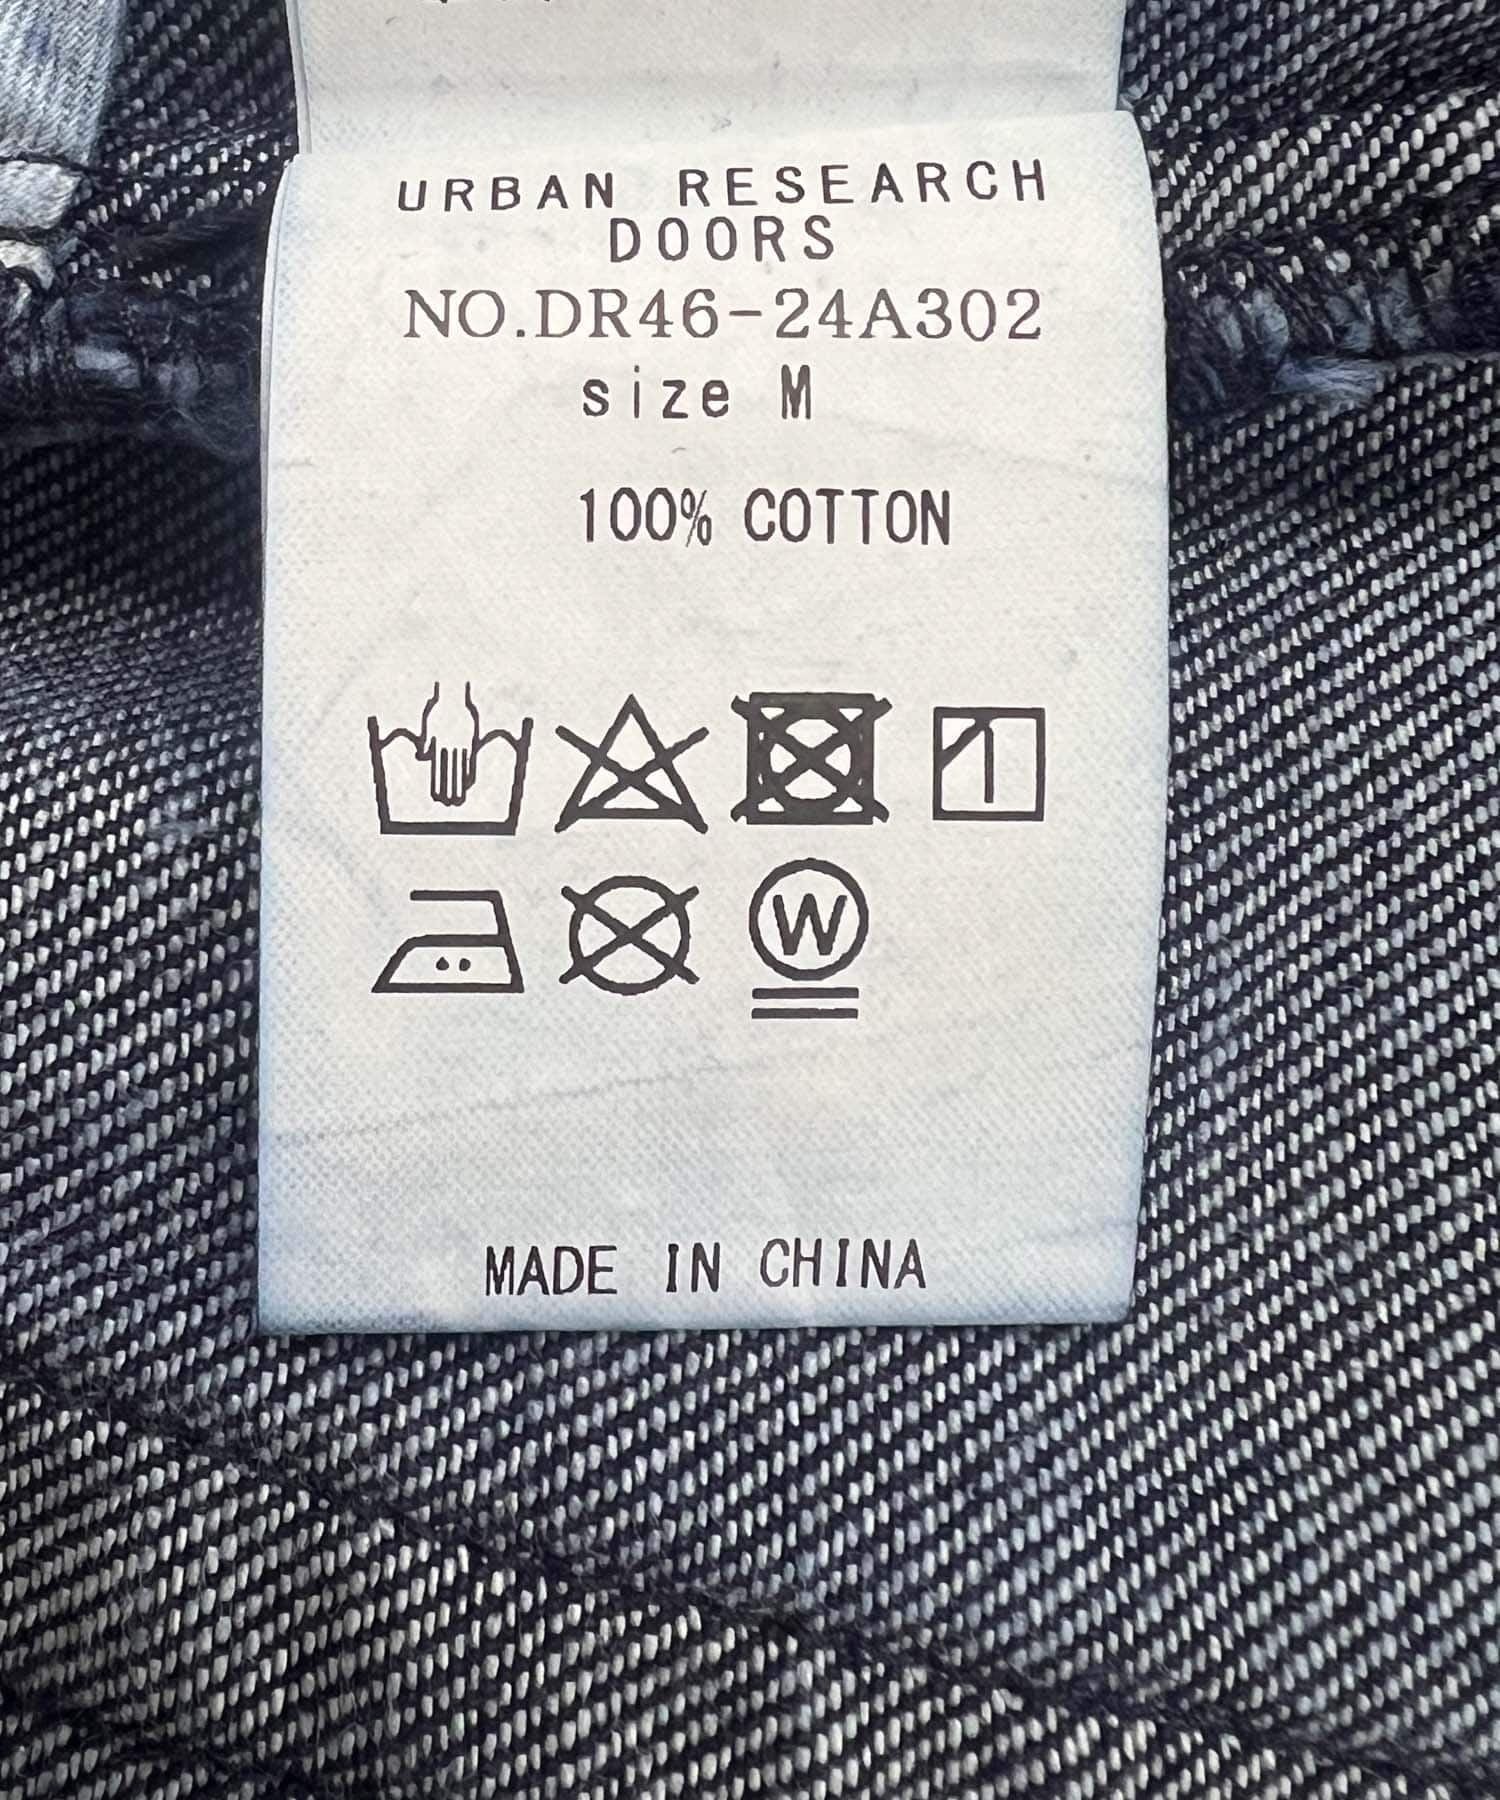 URBAN RESEARCH
DOORS
NO.DR46-24A302
size M
100% COTTON
W
MADE IN CHINA